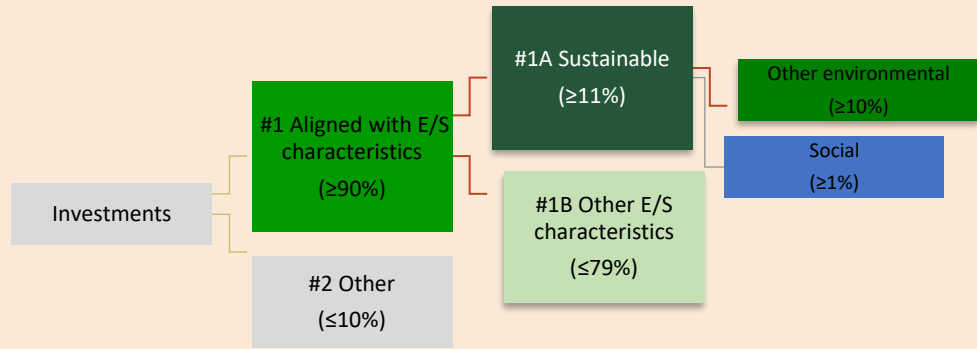 Investments
#1 Aligned with E/S
characteristics
(≥90%)
#2 Other
(≤10%)
#1A Sustainable
(≥11%)
#1B Other E/S
characteristics
(≤79%)
Other environmental
(≥10%)
Social
(≥1%)